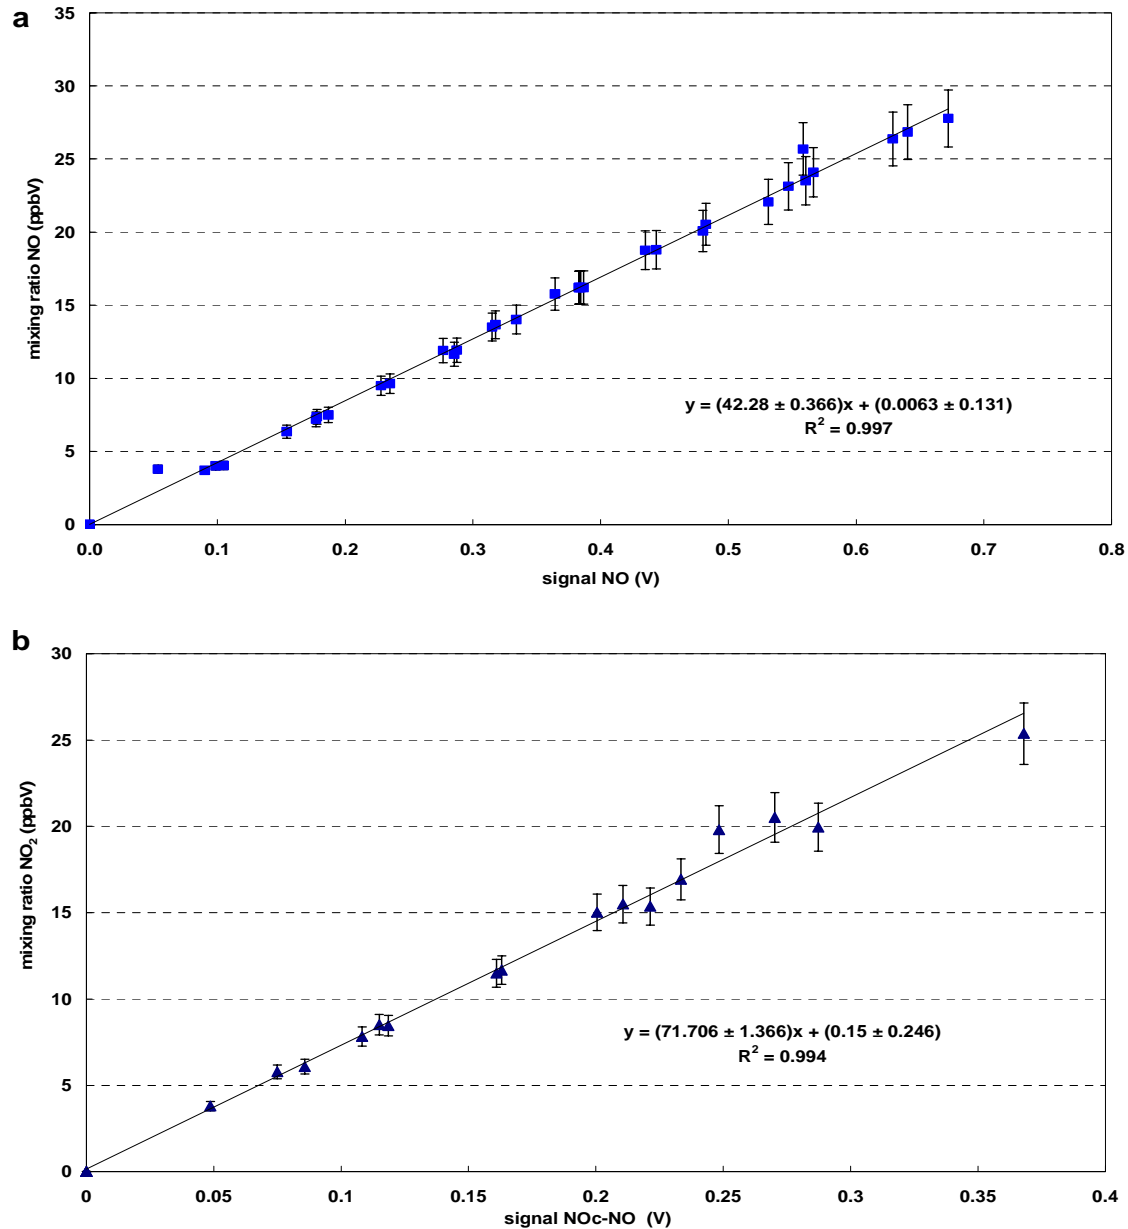 a
35
30
25
20
15
10
5
0
mixing ratio NO (ppbV)
y = (42.28 ± 0.366)x + (0.0063 ± 0.131)
R² = 0.997
0.0 0.1 0.2 0.3 0.4 0.5 0.6 0.7 0.8
signal NO (V)
b
30
25
20
15
10
5
0
mixing ratio NO₂ (ppbV)
y = (71.706 ± 1.366)x + (0.15 ± 0.246)
R² = 0.994
0 0.05 0.1 0.15 0.2 0.25 0.3 0.35 0.4
signal NOc-NO (V)